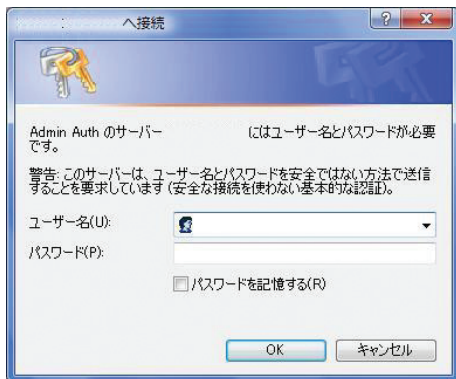 へ接続
Admin Auth のサーバー にはユーザー名とパスワードが必要
です。
警告: このサーバーは、ユーザー名とパスワードを安全ではない方法で送信
することを要求しています (安全な接続を使わない基本的な認証)。
ユーザー名(U):
パスワード(P):
パスワードを記憶する(R)
OK キャンセル